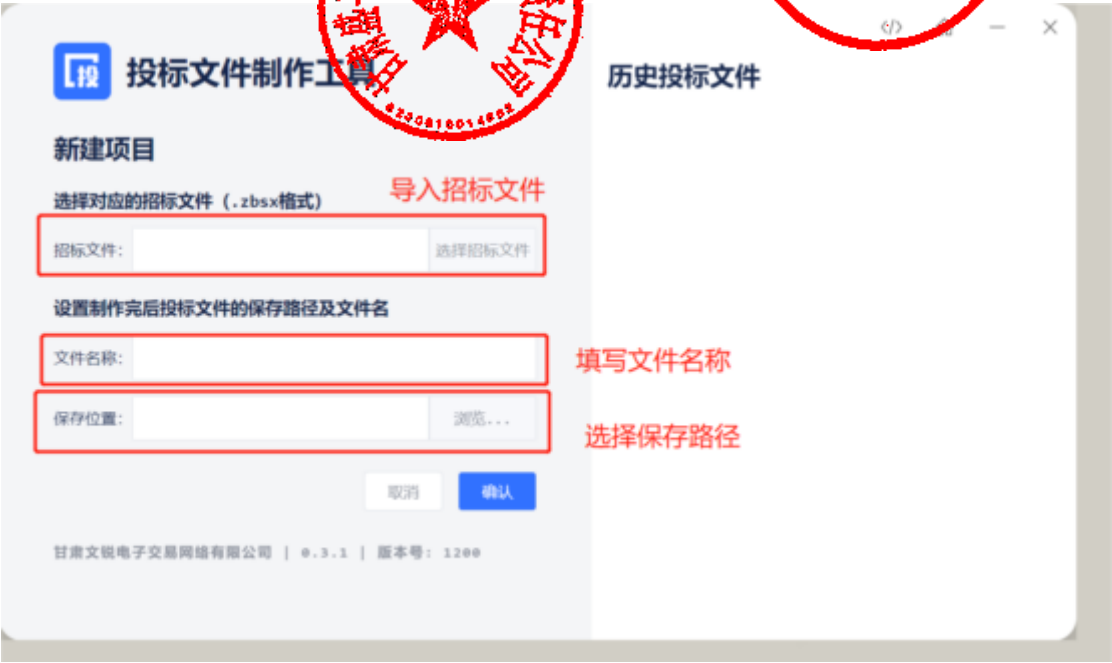 投标文件制作工具
历史投标文件
新建项目
选择对应的招标文件（.zbsx格式）
导入招标文件
招标文件：
选择招标文件
设置制作完后投标文件的保存路径及文件名
文件名称：
填写文件名称
保存位置：
浏览...
选择保存路径
取消
确认
甘肃文锐电子交易网络有限公司 | 0.3.1 | 版本号：1200